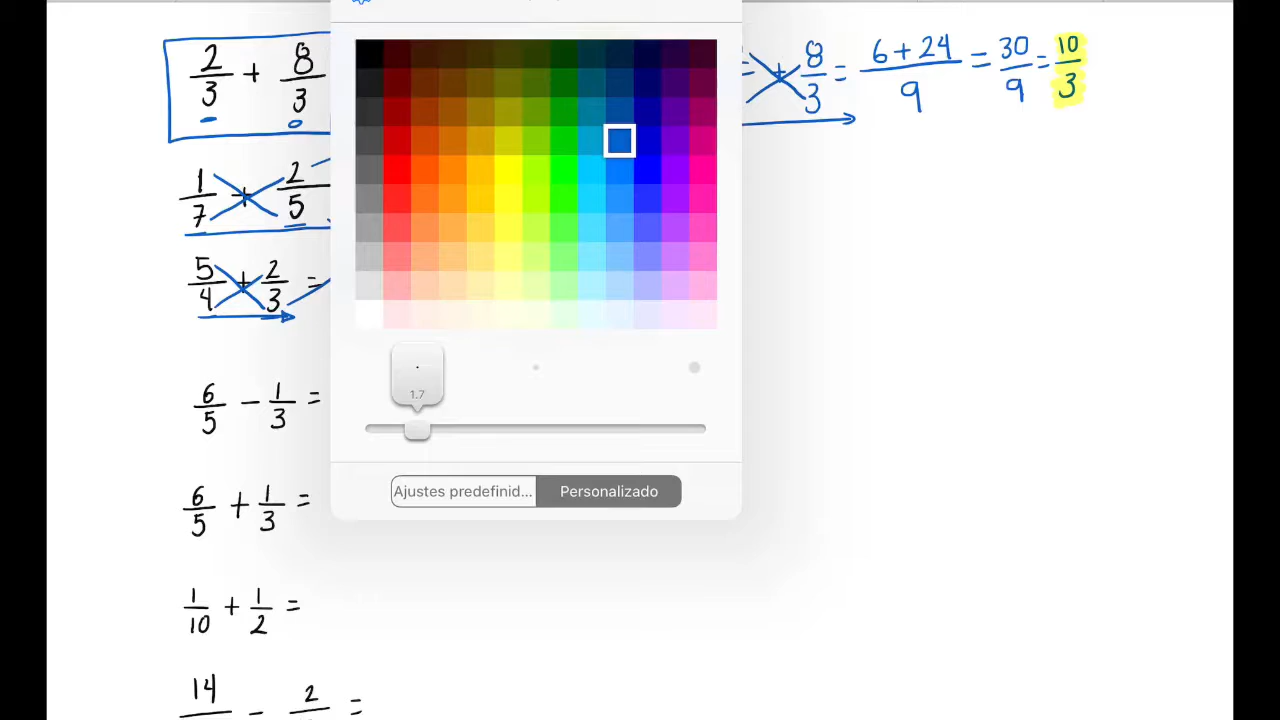 2/3 + 8/3
8/3 = 6 + 24/9 = 30/9 = 10/3
1/7 + 2/5
5/4 + 2/3 =
1.7
6/5 − 1/3 =
Ajustes predefinid... Personalizado
6/5 + 1/3 =
1/10 + 1/2 =
14 − 2 =